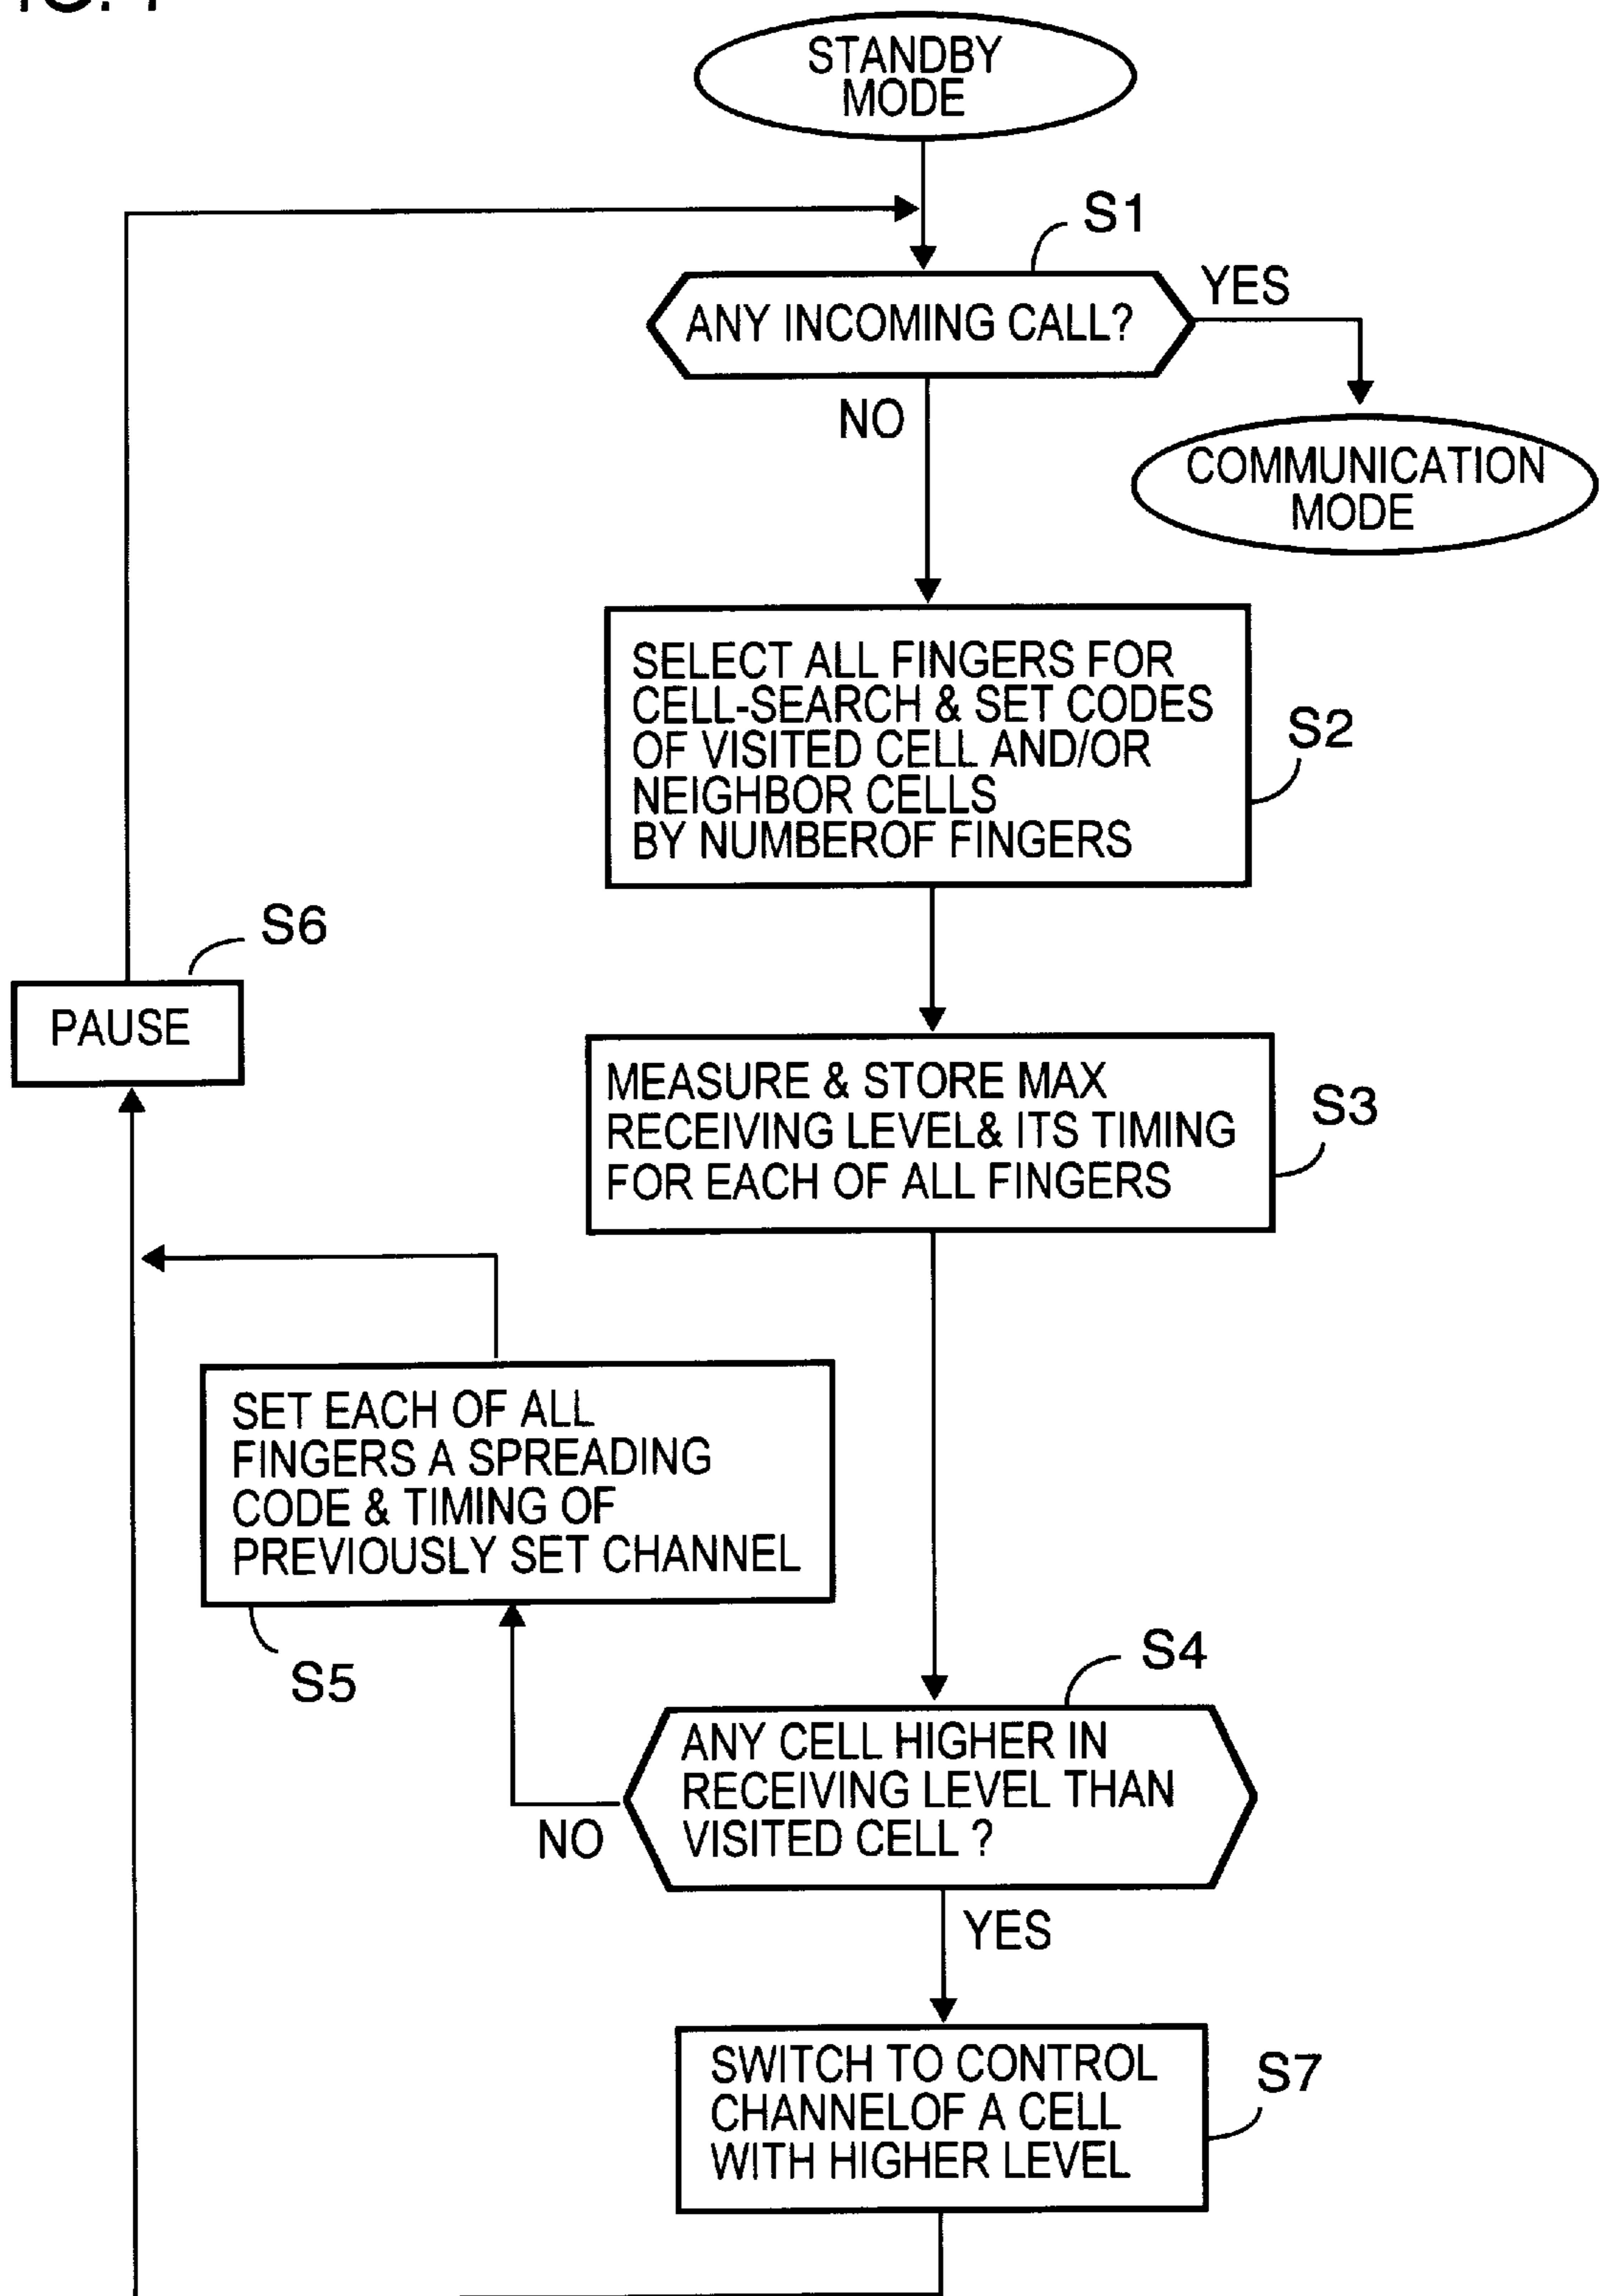 STANDBY
MODE
S1
ANY INCOMING CALL?
YES
NO
COMMUNICATION
MODE
SELECT ALL FINGERS FOR
CELL-SEARCH & SET CODES
OF VISITED CELL AND/OR
NEIGHBOR CELLS
BY NUMBEROF FINGERS
S2
S6
PAUSE
MEASURE & STORE MAX
RECEIVING LEVEL& ITS TIMING
FOR EACH OF ALL FINGERS
S3
SET EACH OF ALL
FINGERS A SPREADING
CODE & TIMING OF
PREVIOUSLY SET CHANNEL
S5
S4
ANY CELL HIGHER IN
RECEIVING LEVEL THAN
VISITED CELL ?
NO
YES
SWITCH TO CONTROL
CHANNELOF A CELL
WITH HIGHER LEVEL
S7